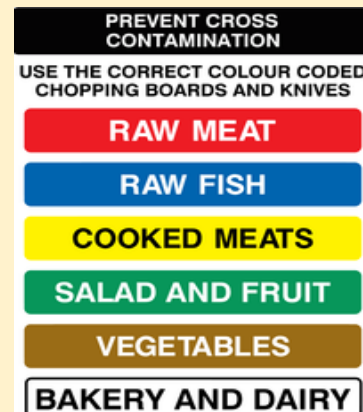 PREVENT CROSS
CONTAMINATION
USE THE CORRECT COLOUR CODED
CHOPPING BOARDS AND KNIVES
RAW MEAT
RAW FISH
COOKED MEATS
SALAD AND FRUIT
VEGETABLES
BAKERY AND DAIRY